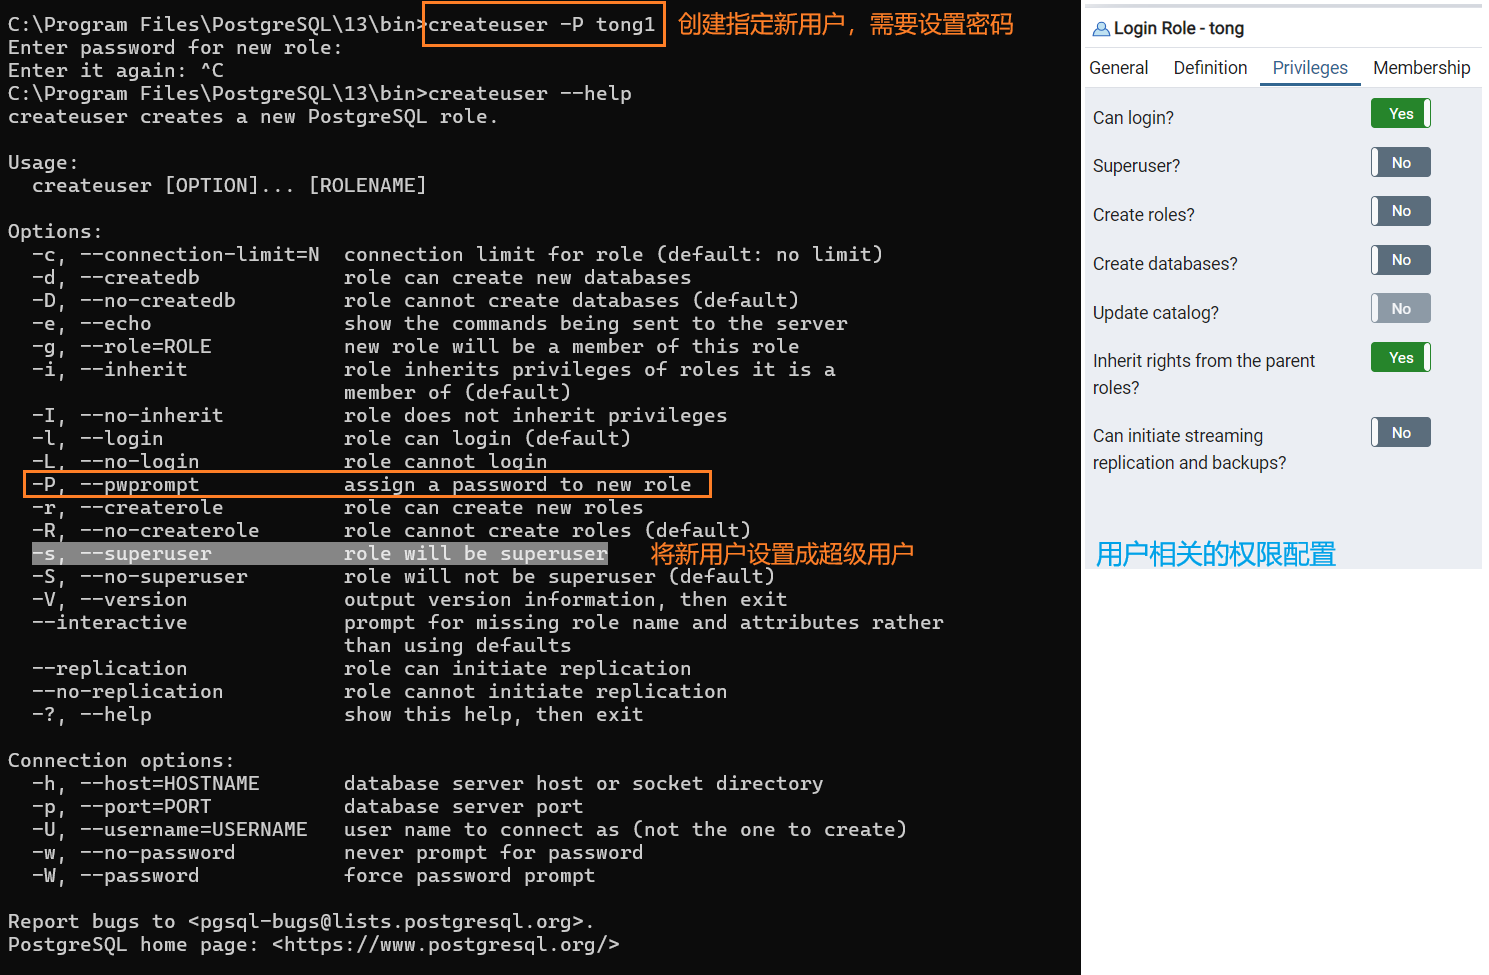 C:\Program Files\PostgreSQL\13\bin>createuser -P tong1 创建指定新用户，需要设置密码
Enter password for new role:
Enter it again: ^C
C:\Program Files\PostgreSQL\13\bin>createuser --help
createuser creates a new PostgreSQL role.
Usage:
createuser [OPTION]... [ROLENAME]
Options:
-c, --connection-limit=N connection limit for role (default: no limit)
-d, --createdb role can create new databases
-D, --no-createdb role cannot create databases (default)
-e, --echo show the commands being sent to the server
-g, --role=ROLE new role will be a member of this role
-i, --inherit role inherits privileges of roles it is a
member of (default)
-I, --no-inherit role does not inherit privileges
-l, --login role can login (default)
-L, --no-login role cannot login
-P, --pwprompt assign a password to new role
-r, --createrole role can create new roles
-R, --no-createrole role cannot create roles (default)
-s, --superuser role will be superuser 将新用户设置成超级用户
-S, --no-superuser role will not be superuser (default)
-V, --version output version information, then exit
--interactive prompt for missing role name and attributes rather
than using defaults
--replication role can initiate replication
--no-replication role cannot initiate replication
-?, --help show this help, then exit
Connection options:
-h, --host=HOSTNAME database server host or socket directory
-p, --port=PORT database server port
-U, --username=USERNAME user name to connect as (not the one to create)
-w, --no-password never prompt for password
-W, --password force password prompt
Report bugs to <pgsql-bugs@lists.postgresql.org>.
PostgreSQL home page: <https://www.postgresql.org/>
Login Role - tong
General Definition Privileges Membership
Can login? Yes
Superuser? No
Create roles? No
Create databases? No
Update catalog? No
Inherit rights from the parent Yes
roles?
Can initiate streaming No
replication and backups?
用户相关的权限配置